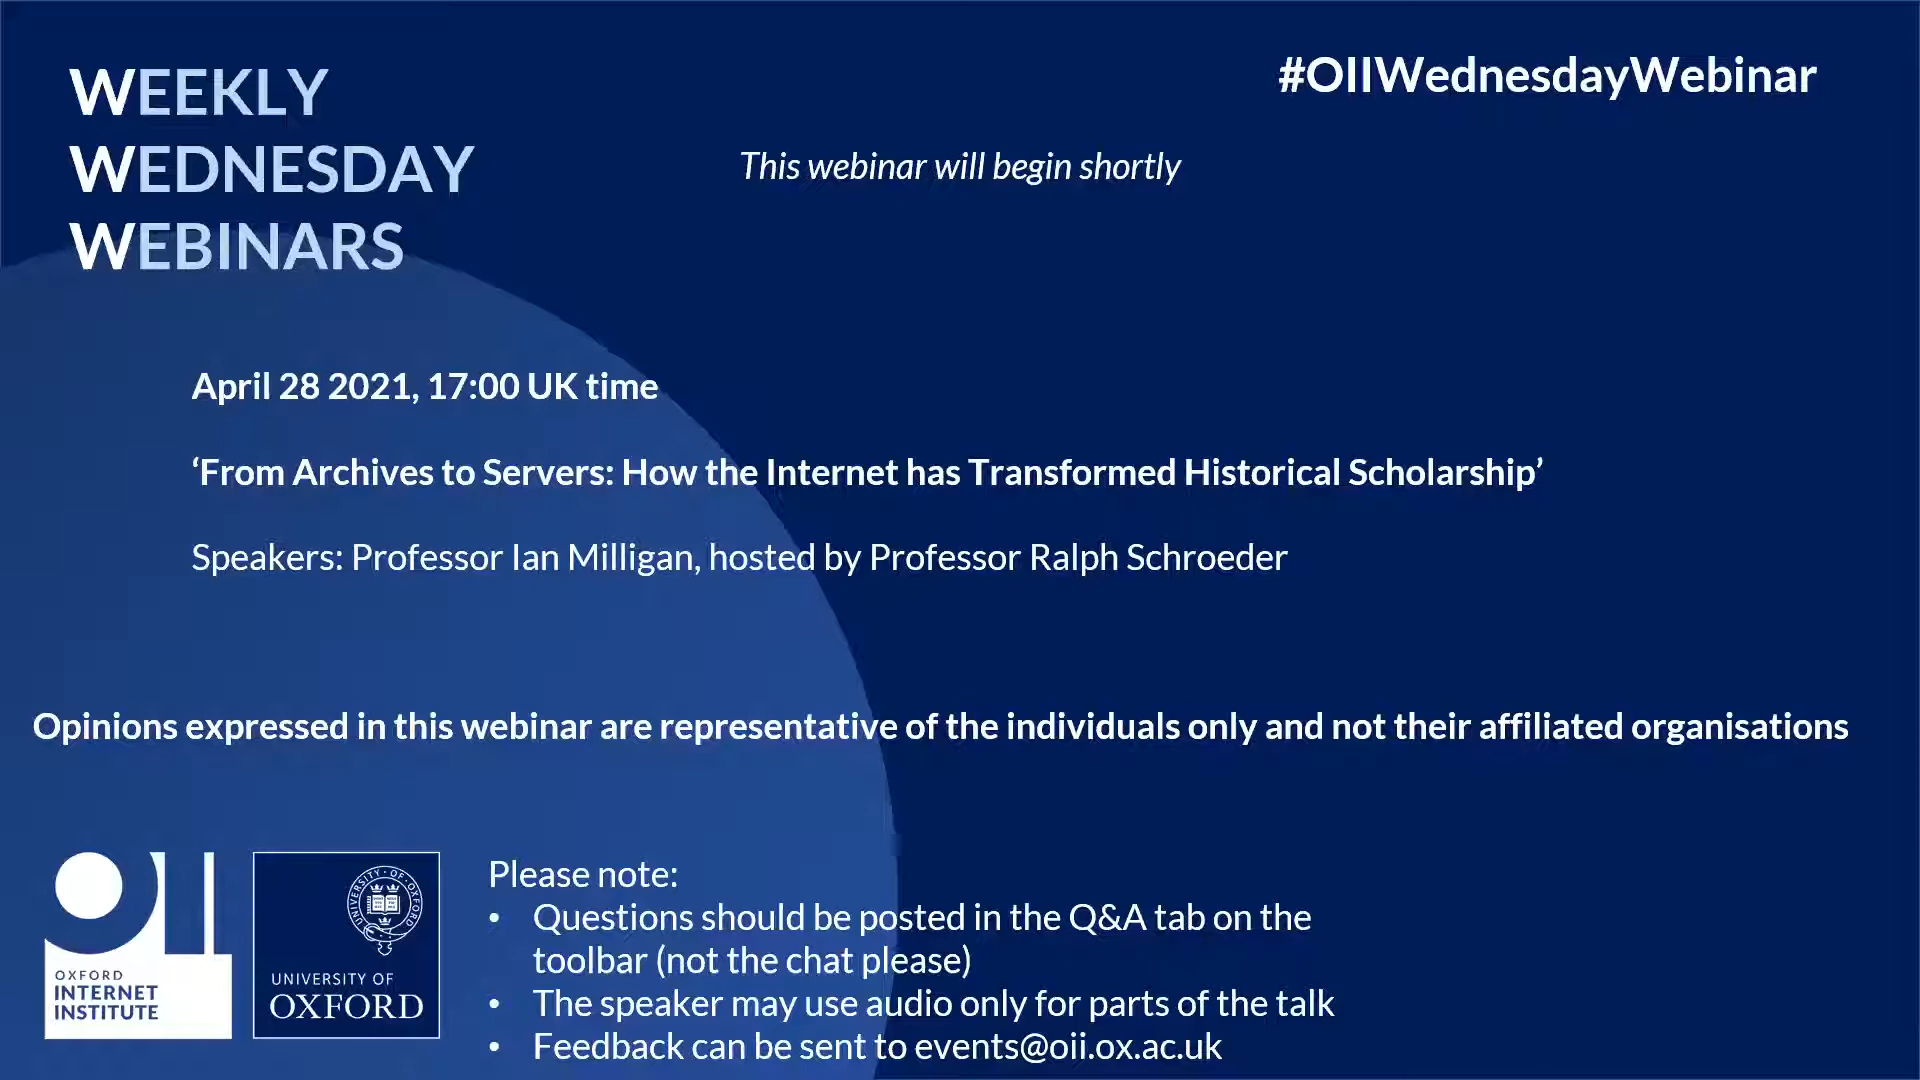 WEEKLY
WEDNESDAY
WEBINARS
#OIIWednesdayWebinar
This webinar will begin shortly
April 28 2021, 17:00 UK time
‘From Archives to Servers: How the Internet has Transformed Historical Scholarship’
Speakers: Professor Ian Milligan, hosted by Professor Ralph Schroeder
Opinions expressed in this webinar are representative of the individuals only and not their affiliated organisations
oii
OXFORD
INTERNET
INSTITUTE
UNIVERSITY · OF · OXFORD
UNIVERSITY OF
OXFORD
Please note:
• Questions should be posted in the Q&A tab on the
toolbar (not the chat please)
• The speaker may use audio only for parts of the talk
• Feedback can be sent to events@oii.ox.ac.uk